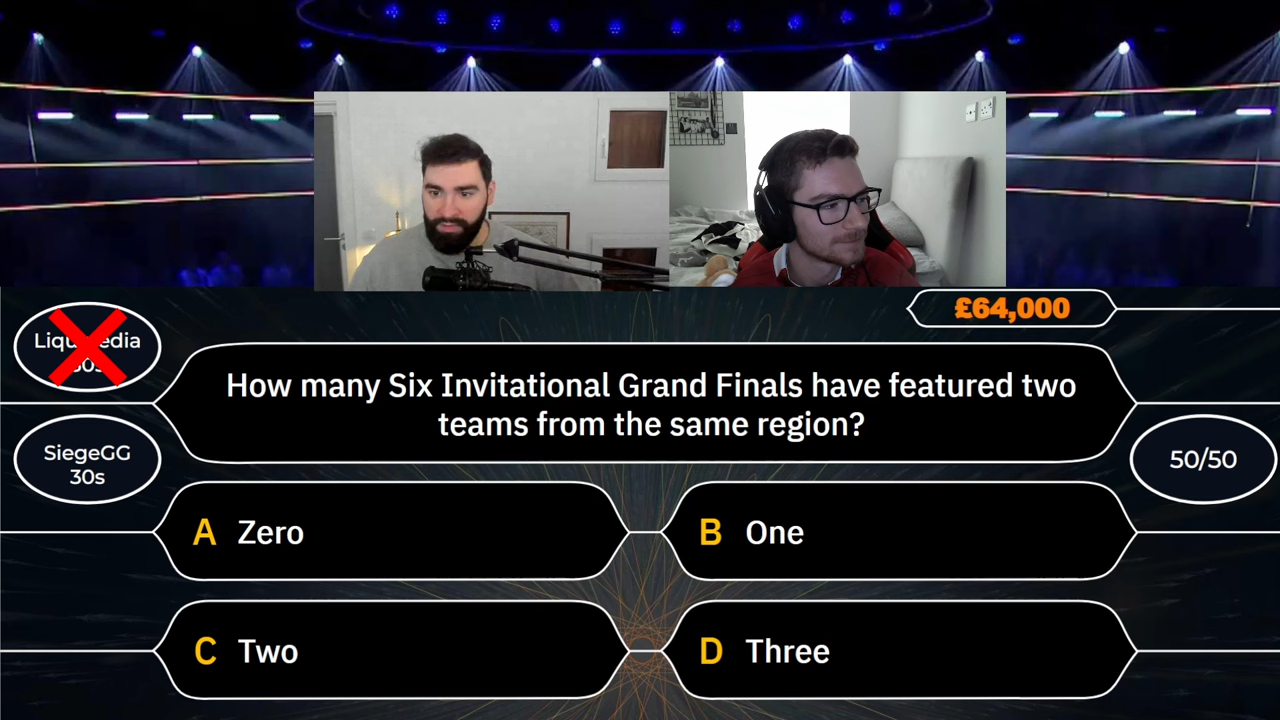 £64,000
How many Six Invitational Grand Finals have featured two
teams from the same region?
SiegeGG
30s
50/50
A Zero
B One
C Two
D Three